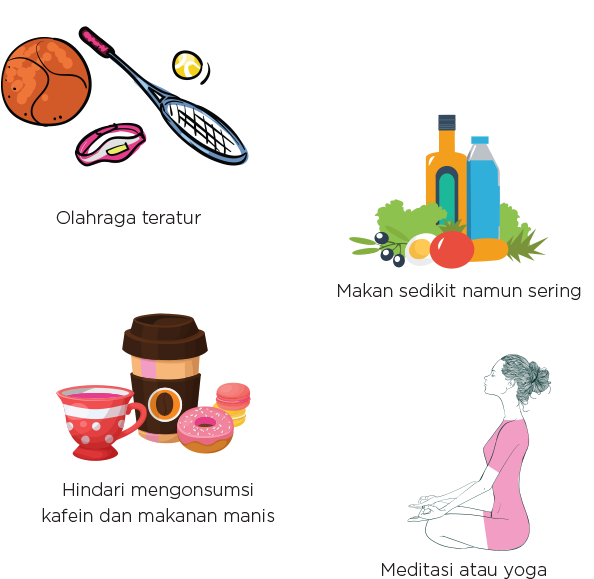 Olahraga teratur
Makan sedikit namun sering
Hindari mengonsumsi
kafein dan makanan manis
Meditasi atau yoga